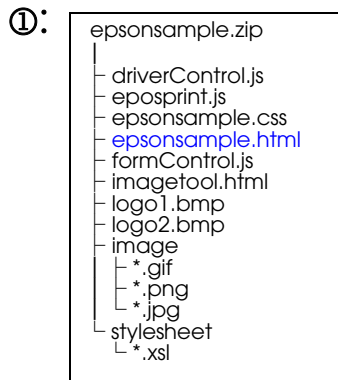 ①:
epsonsample.zip
driverControl.js
eposprint.js
epsonsample.css
epsonsample.html
formControl.js
imagetool.html
logo1.bmp
logo2.bmp
image
*.gif
*.png
*.jpg
stylesheet
*.xsl